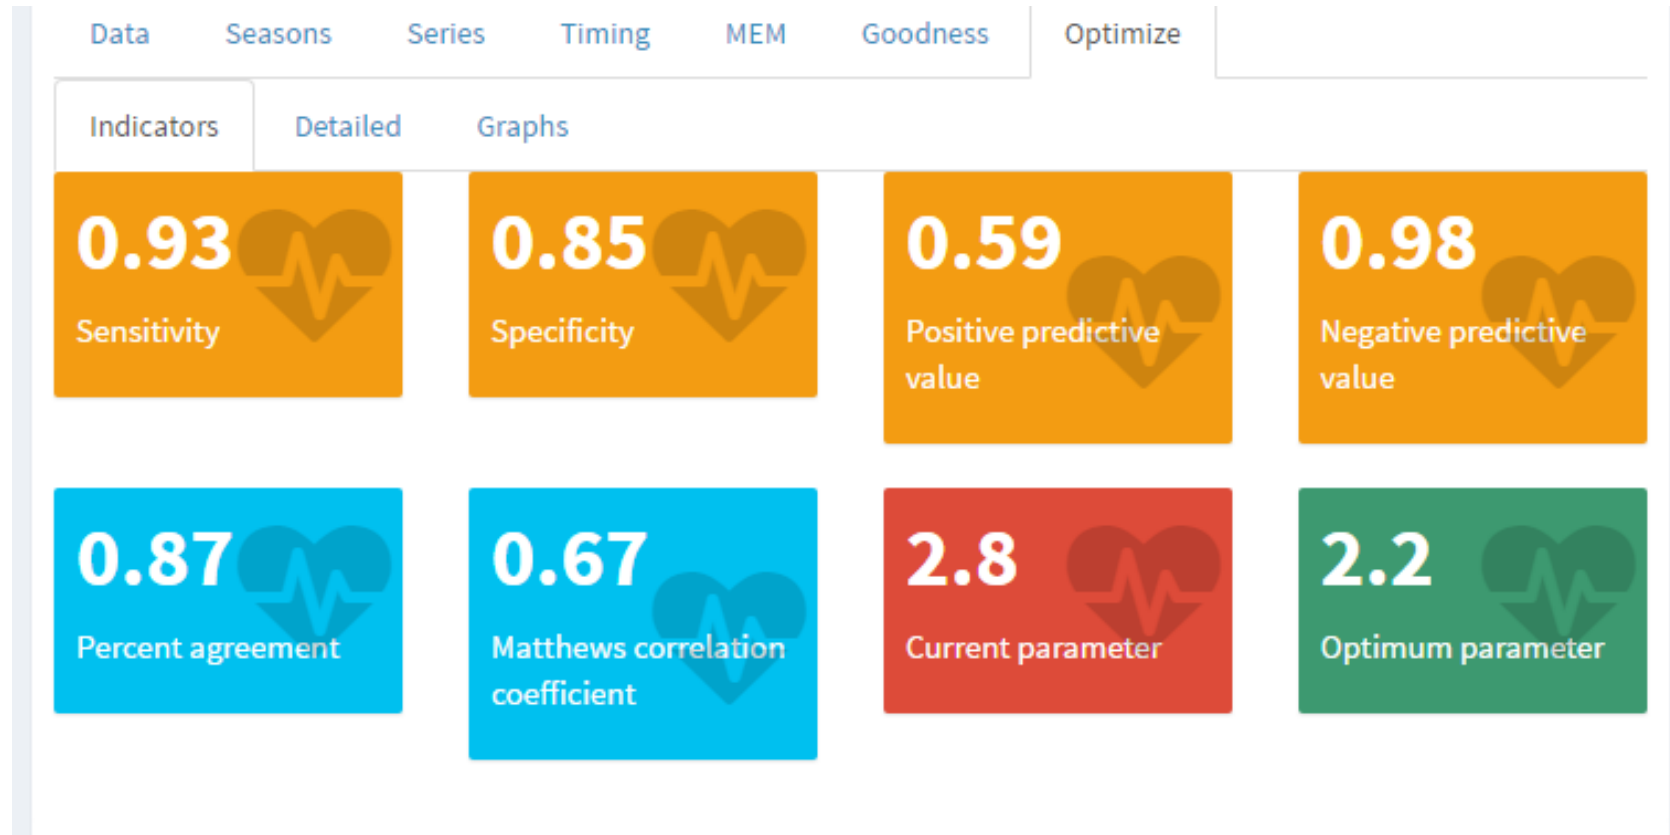 Data Seasons Series Timing MEM Goodness Optimize
Indicators Detailed Graphs
0.93
Sensitivity
0.85
Specificity
0.59
Positive predictive
value
0.98
Negative predictive
value
0.87
Percent agreement
0.67
Matthews correlation
coefficient
2.8
Current parameter
2.2
Optimum parameter